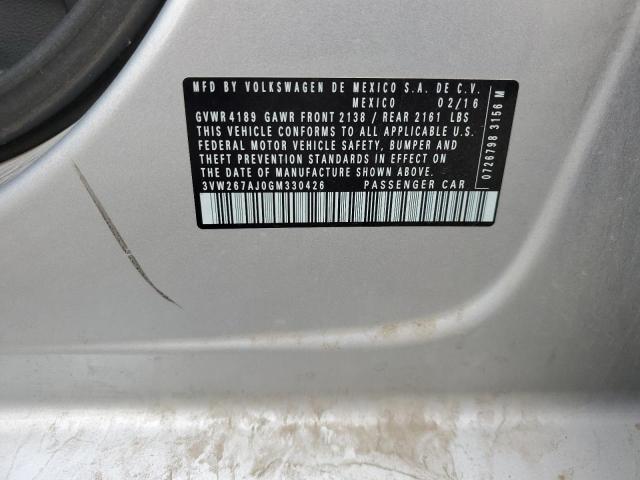 MFD BY VOLKSWAGEN DE MEXICO S.A. DE C.V.
MEXICO 02/16
GVWR 4189 GAWR FRONT 2138 / REAR 2161 LBS
THIS VEHICLE CONFORMS TO ALL APPLICABLE U.S.
FEDERAL MOTOR VEHICLE SAFETY, BUMPER AND
THEFT PREVENTION STANDARDS IN EFFECT ON
THE DATE OF MANUFACTURE SHOWN ABOVE.
3VW267AJ0GM330426 PASSENGER CAR
0726798 3156 M